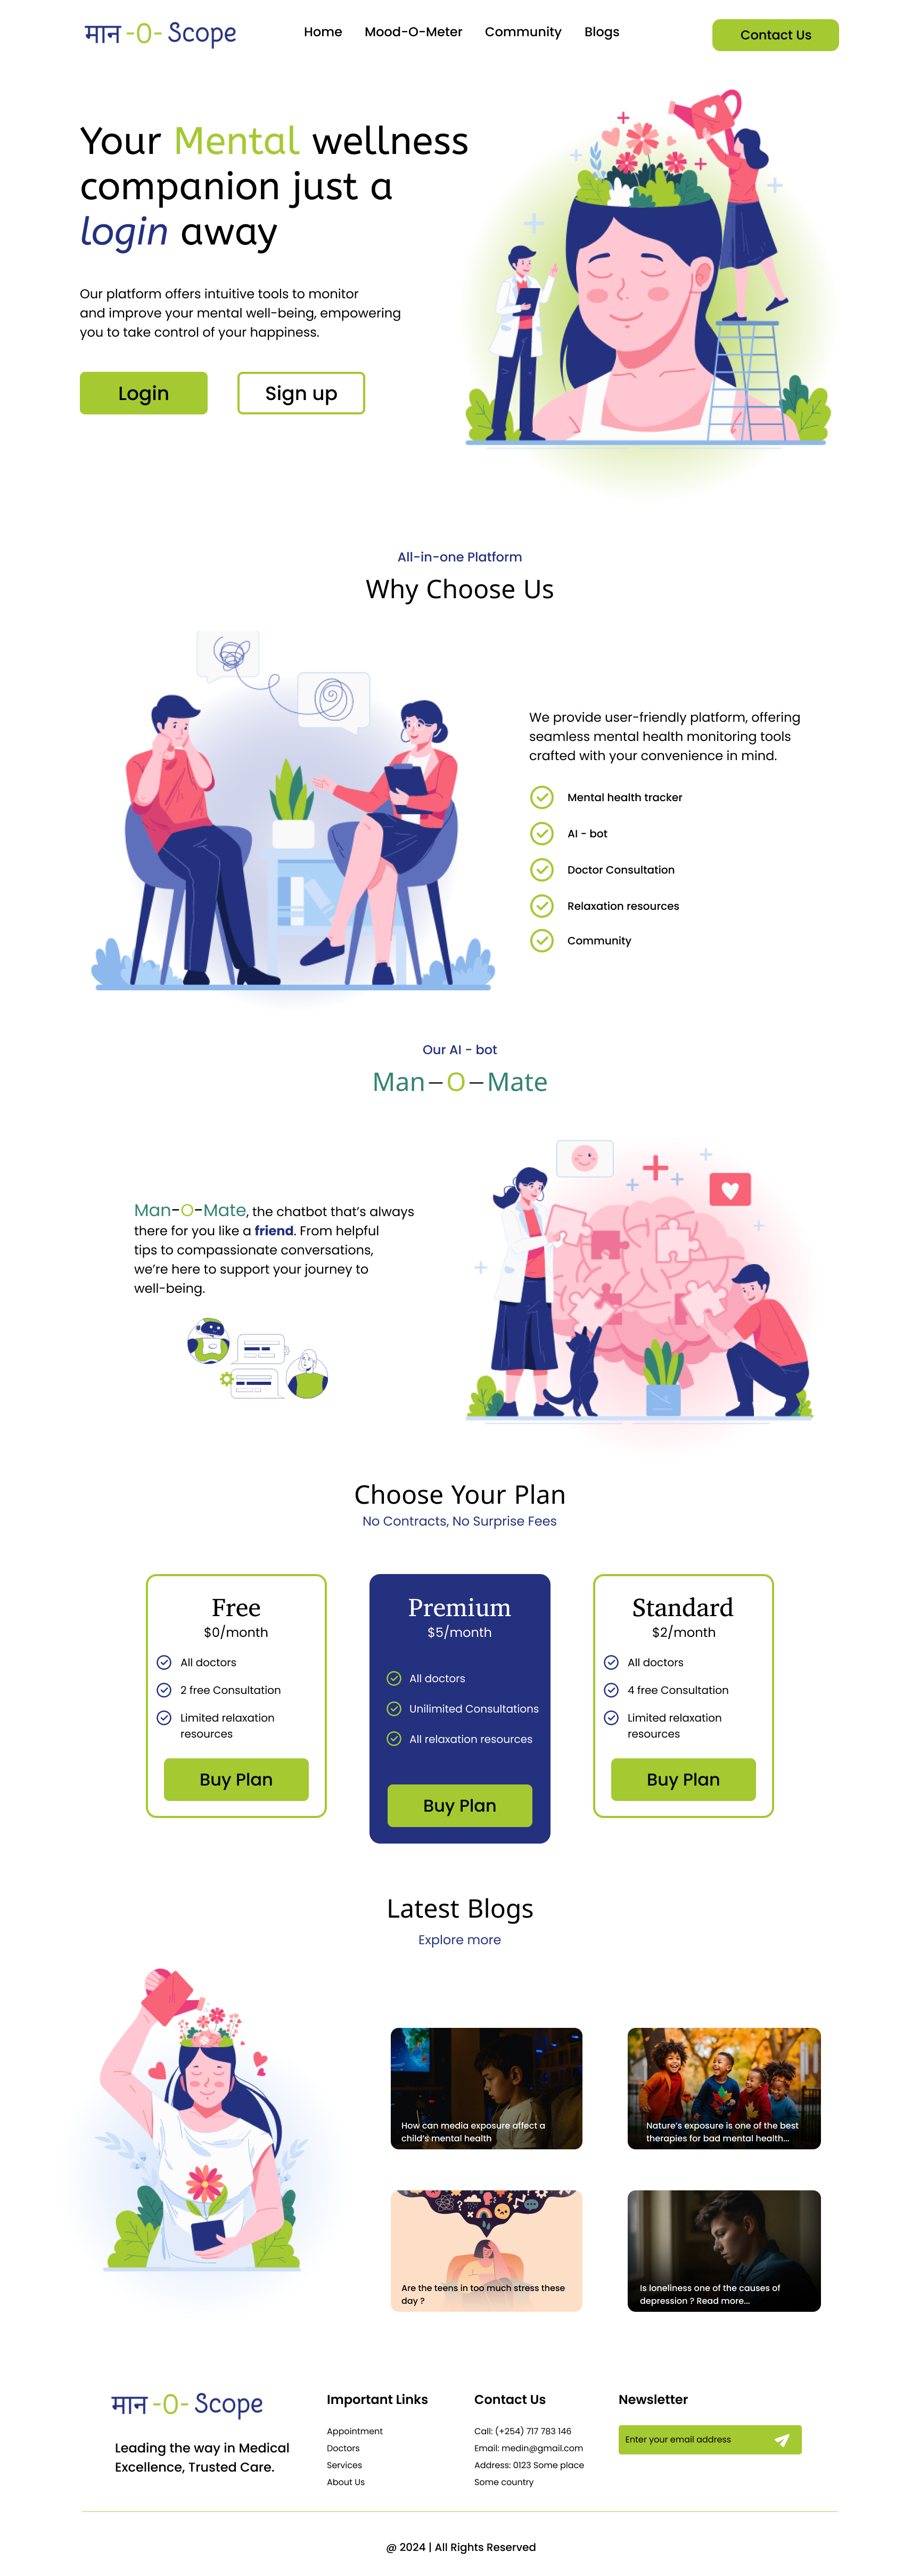 मान -O- Scope
Home
Mood-O-Meter
Community
Blogs
Contact Us
Your Mental wellness
companion just a
login away
Our platform offers intuitive tools to monitor
and improve your mental well-being, empowering
you to take control of your happiness.
Login
Sign up
All-in-one Platform
Why Choose Us
We provide user-friendly platform, offering
seamless mental health monitoring tools
crafted with your convenience in mind.
Mental health tracker
AI - bot
Doctor Consultation
Relaxation resources
Community
Our AI - bot
Man–O–Mate
Man-O-Mate, the chatbot that's always
there for you like a friend. From helpful
tips to compassionate conversations,
we're here to support your journey to
well-being.
Choose Your Plan
No Contracts, No Surprise Fees
Free
$0/month
All doctors
2 free Consultation
Limited relaxation
resources
Buy Plan
Premium
$5/month
All doctors
Unilimited Consultations
All relaxation resources
Buy Plan
Standard
$2/month
All doctors
4 free Consultation
Limited relaxation
resources
Buy Plan
Latest Blogs
Explore more
How can media exposure affect a
child's mental health
Nature's exposure is one of the best
therapies for bad mental health...
Are the teens in too much stress these
day ?
Is loneliness one of the causes of
depression ? Read more...
मान -O- Scope
Leading the way in Medical
Excellence, Trusted Care.
Important Links
Appointment
Doctors
Services
About Us
Contact Us
Call: (+254) 717 783 146
Email: medin@gmail.com
Address: 0123 Some place
Some country
Newsletter
Enter your email address
@ 2024 | All Rights Reserved